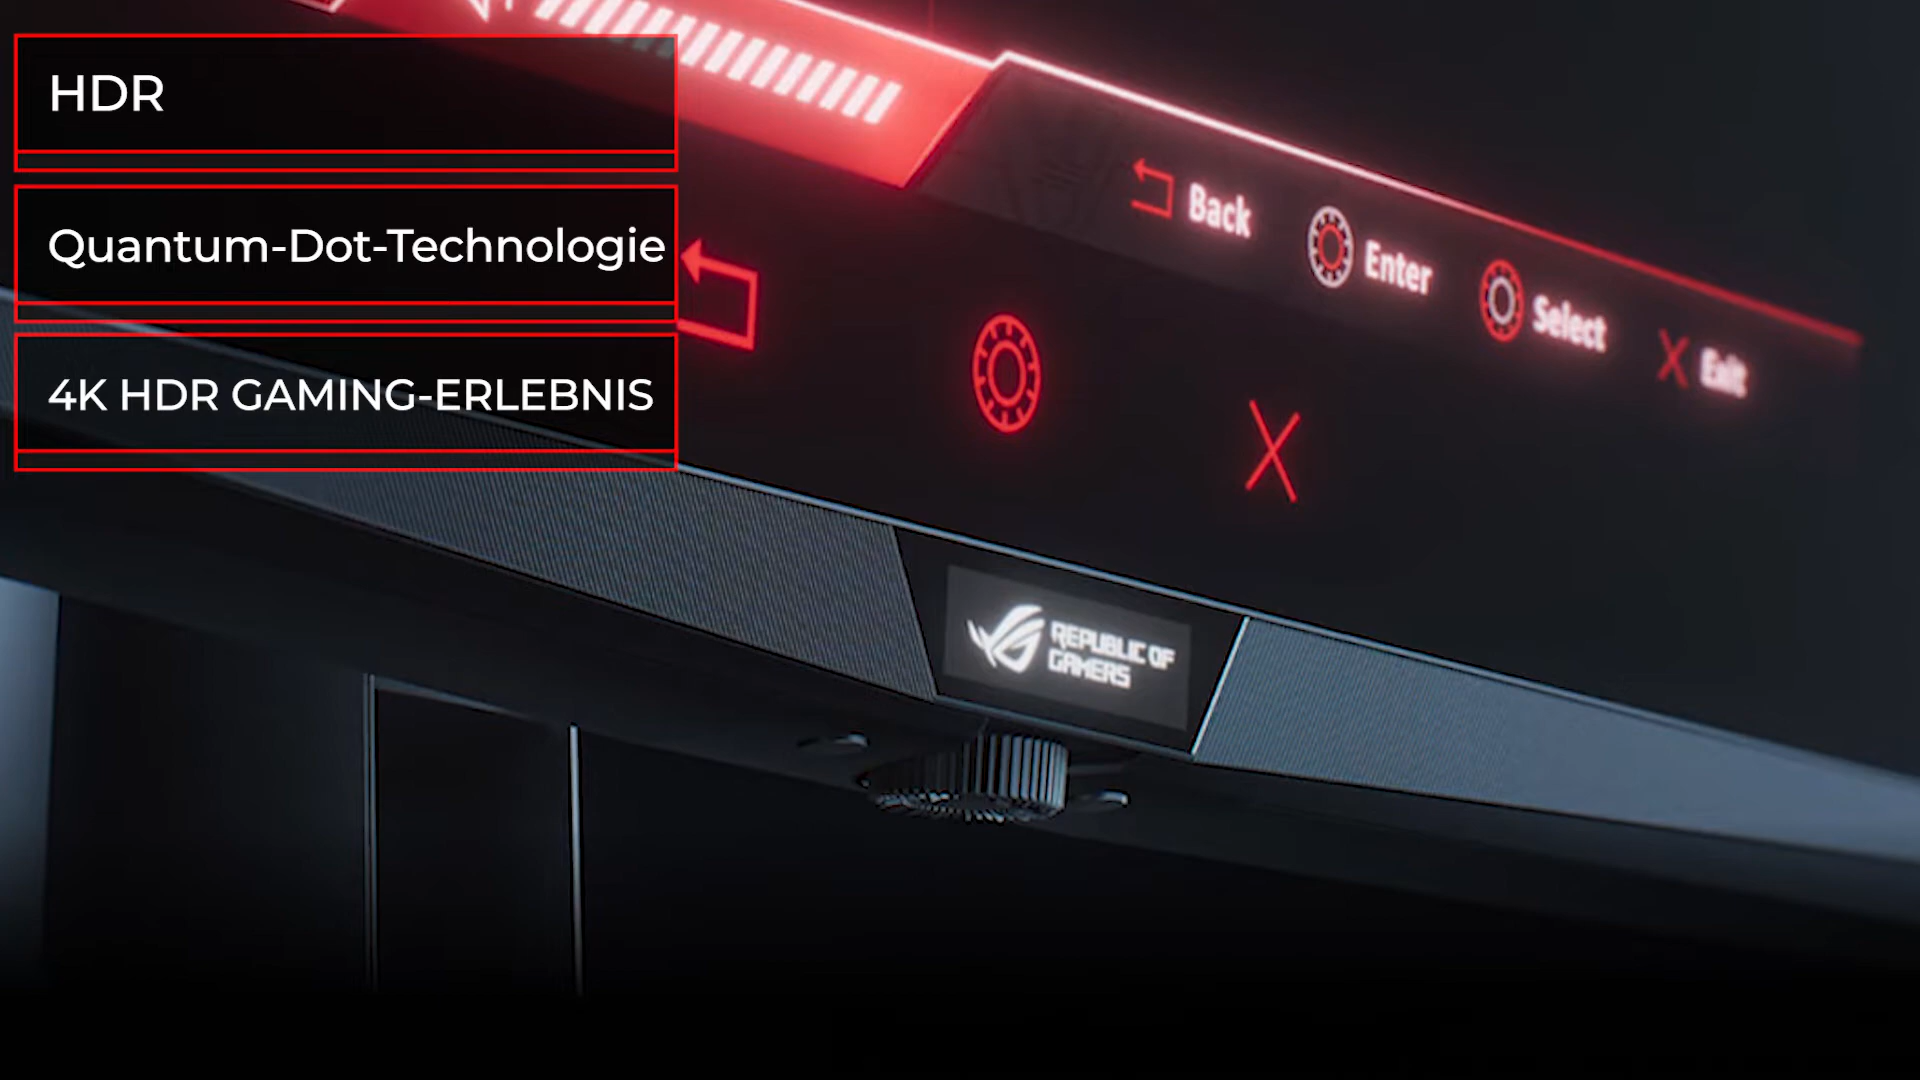 HDR
Quantum-Dot-Technologie
4K HDR GAMING-ERLEBNIS
Back
Enter
Select
Exit
REPUBLIC OF
GAMERS